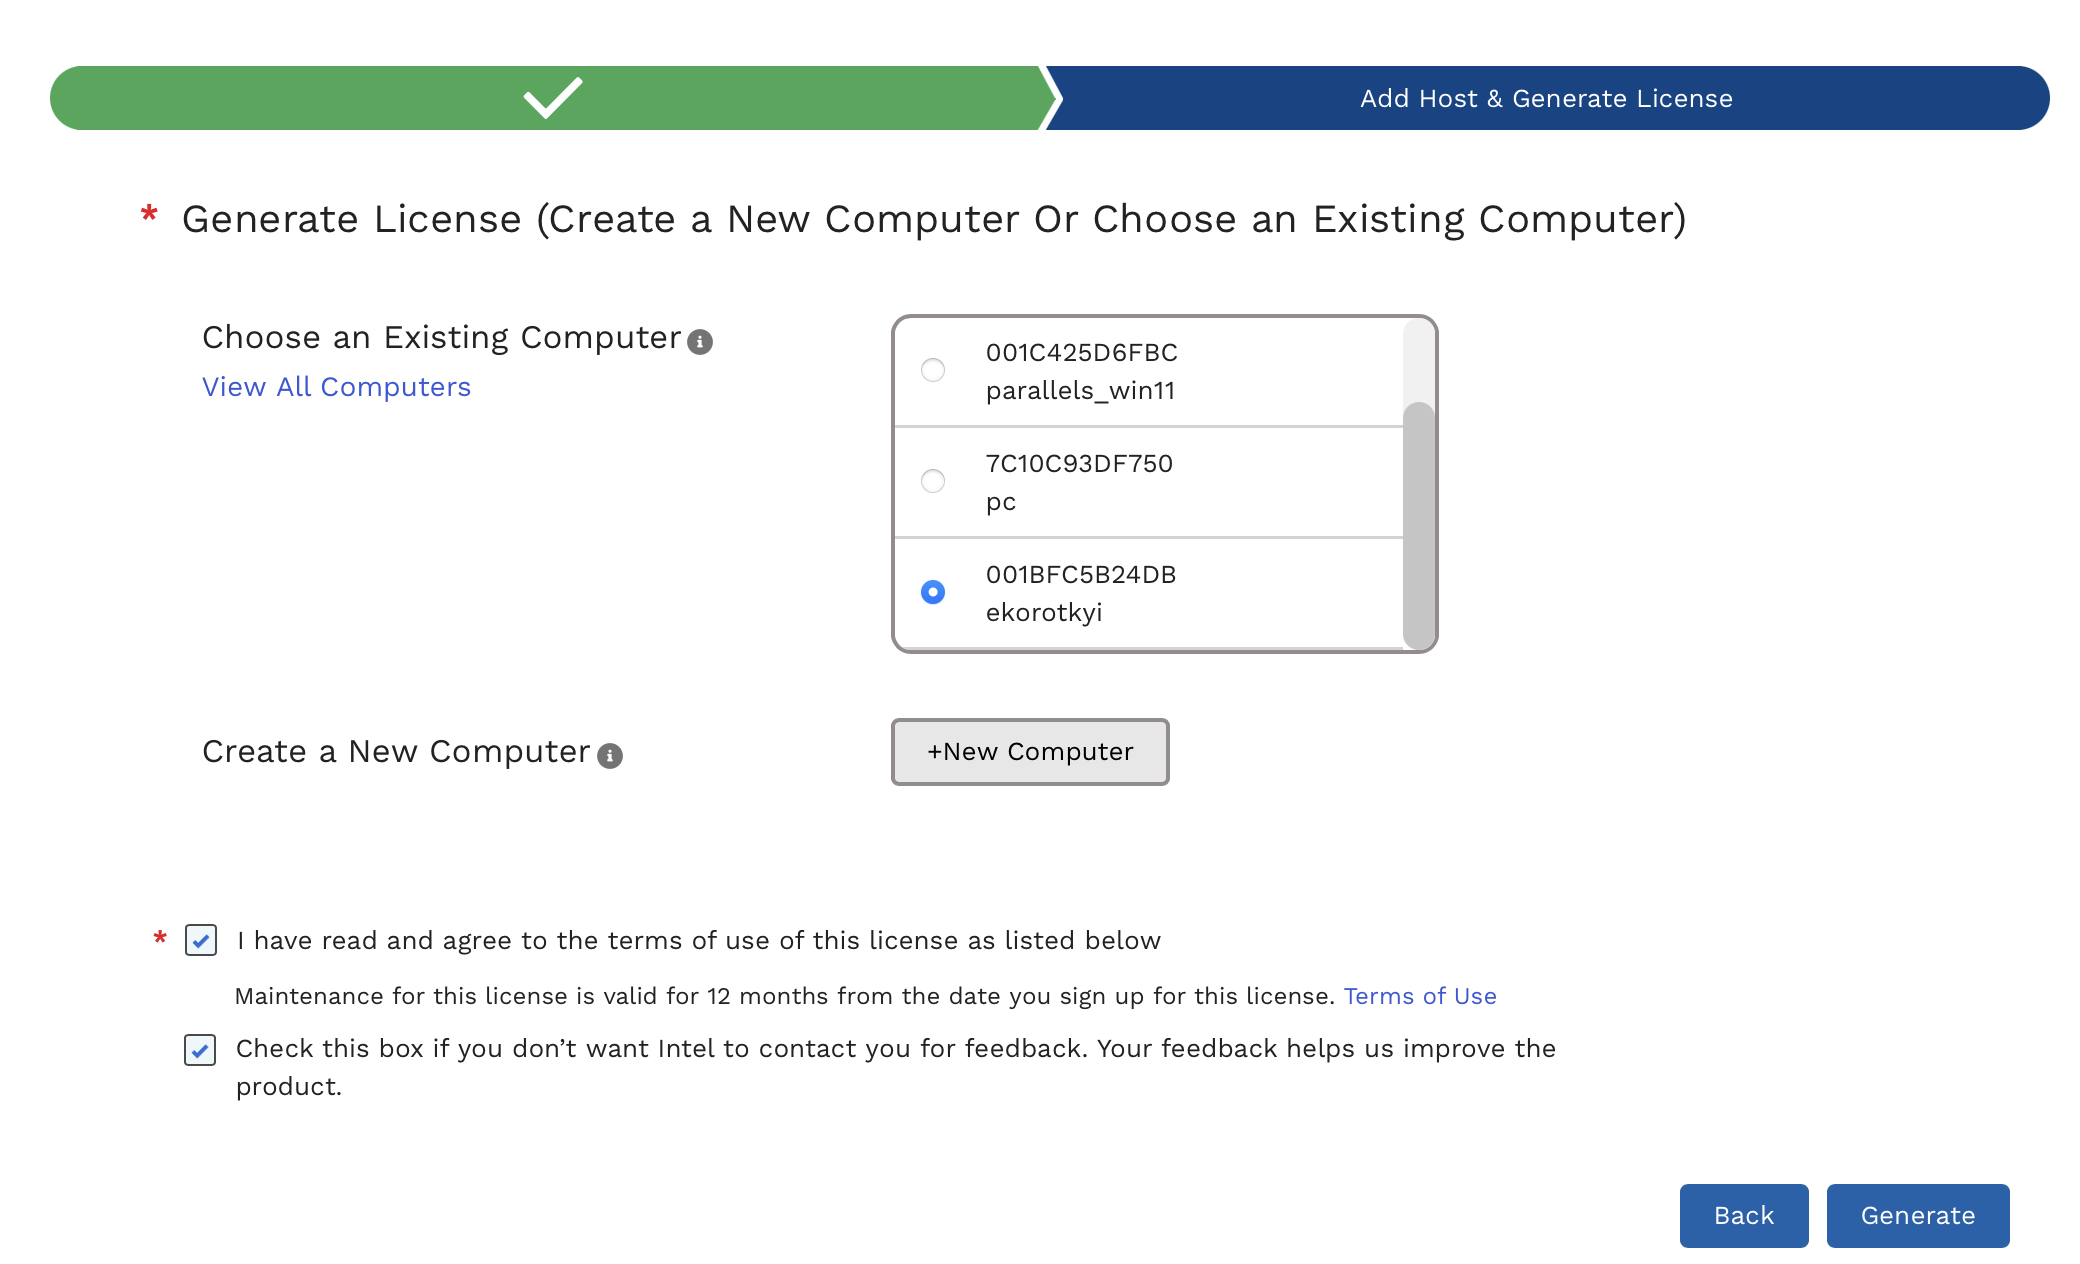 Add Host & Generate License
* Generate License (Create a New Computer Or Choose an Existing Computer)
Choose an Existing Computer
View All Computers
001C425D6FBC
parallels_win11
7C10C93DF750
pc
001BFC5B24DB
ekorotkyi
Create a New Computer
+New Computer
* I have read and agree to the terms of use of this license as listed below
Maintenance for this license is valid for 12 months from the date you sign up for this license. Terms of Use
Check this box if you don’t want Intel to contact you for feedback. Your feedback helps us improve the
product.
Back
Generate